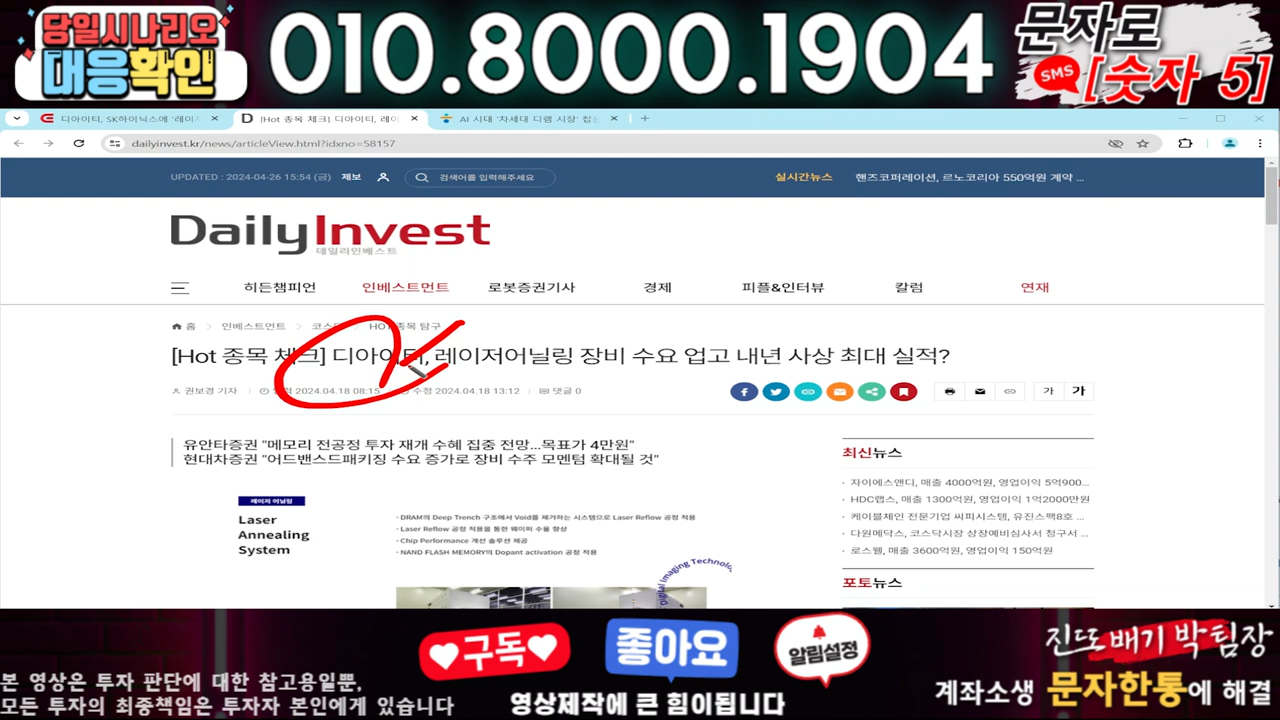 당일시나리오
대응확인
010.8000.1904
문자로
SMS
[숫자 5]
디아이티, SK하이닉스에 '레이저
[Hot 종목 체크] 디아이티, 레이
AI 시대 '차세대 디램 시장' 잡는
dailyinvest.kr/news/articleView.html?idxno=58157
UPDATED : 2024-04-26 15:54 (금)
제보
검색어를 입력해주세요
실시간뉴스
핸즈코퍼레이션, 르노코리아 550억원 계약 ...
DailyInvest
데일리인베스트
히든챔피언 인베스트먼트 로봇증권기사 경제 피플&인터뷰 칼럼 연재
홈 > 인베스트먼트 > HOT 종목 탐구
[Hot 종목 체크] 디아이티, 레이저어닐링 장비 수요 업고 내년 사상 최대 실적?
권보경 기자 2024.04.18 08:15 수정 2024.04.18 13:12 댓글 0
가 가
유안타증권 "메모리 전공정 투자 재개 수혜 집중 전망...목표가 4만원"
현대차증권 "어드밴스드패키징 수요 증가로 장비 수주 모멘텀 확대될 것"
레이저 어닐링
Laser
Annealing
System
- DRAM의 Deep Trench 구조에서 Void를 제거하는 시스템으로 Laser Reflow 공정 적용
- Laser Reflow 공정 적용을 통한 웨이퍼 수율 향상
- Chip Performance 개선 솔루션 제공
- NAND FLASH MEMORY의 Dopant activation 공정 적용
Digital Imaging Technolo
최신뉴스
· 자이에스앤디, 매출 4000억원, 영업이익 5억900...
· HDC랩스, 매출 1300억원, 영업이익 1억2000만원
· 케이블체인 전문기업 씨피시스템, 유진스팩8호 ...
· 다원메닥스, 코스닥시장 상장예비심사서 청구서 ...
· 로스웰, 매출 3600억원, 영업이익 150억원
포토뉴스
구독
좋아요
알림설정
진또배기 박팀장
본 영상은 투자 판단에 대한 참고용일뿐,
모든 투자의 최종책임은 투자자 본인에게 있습니다
영상제작에 큰 힘이됩니다
계좌소생 문자한통에 해결